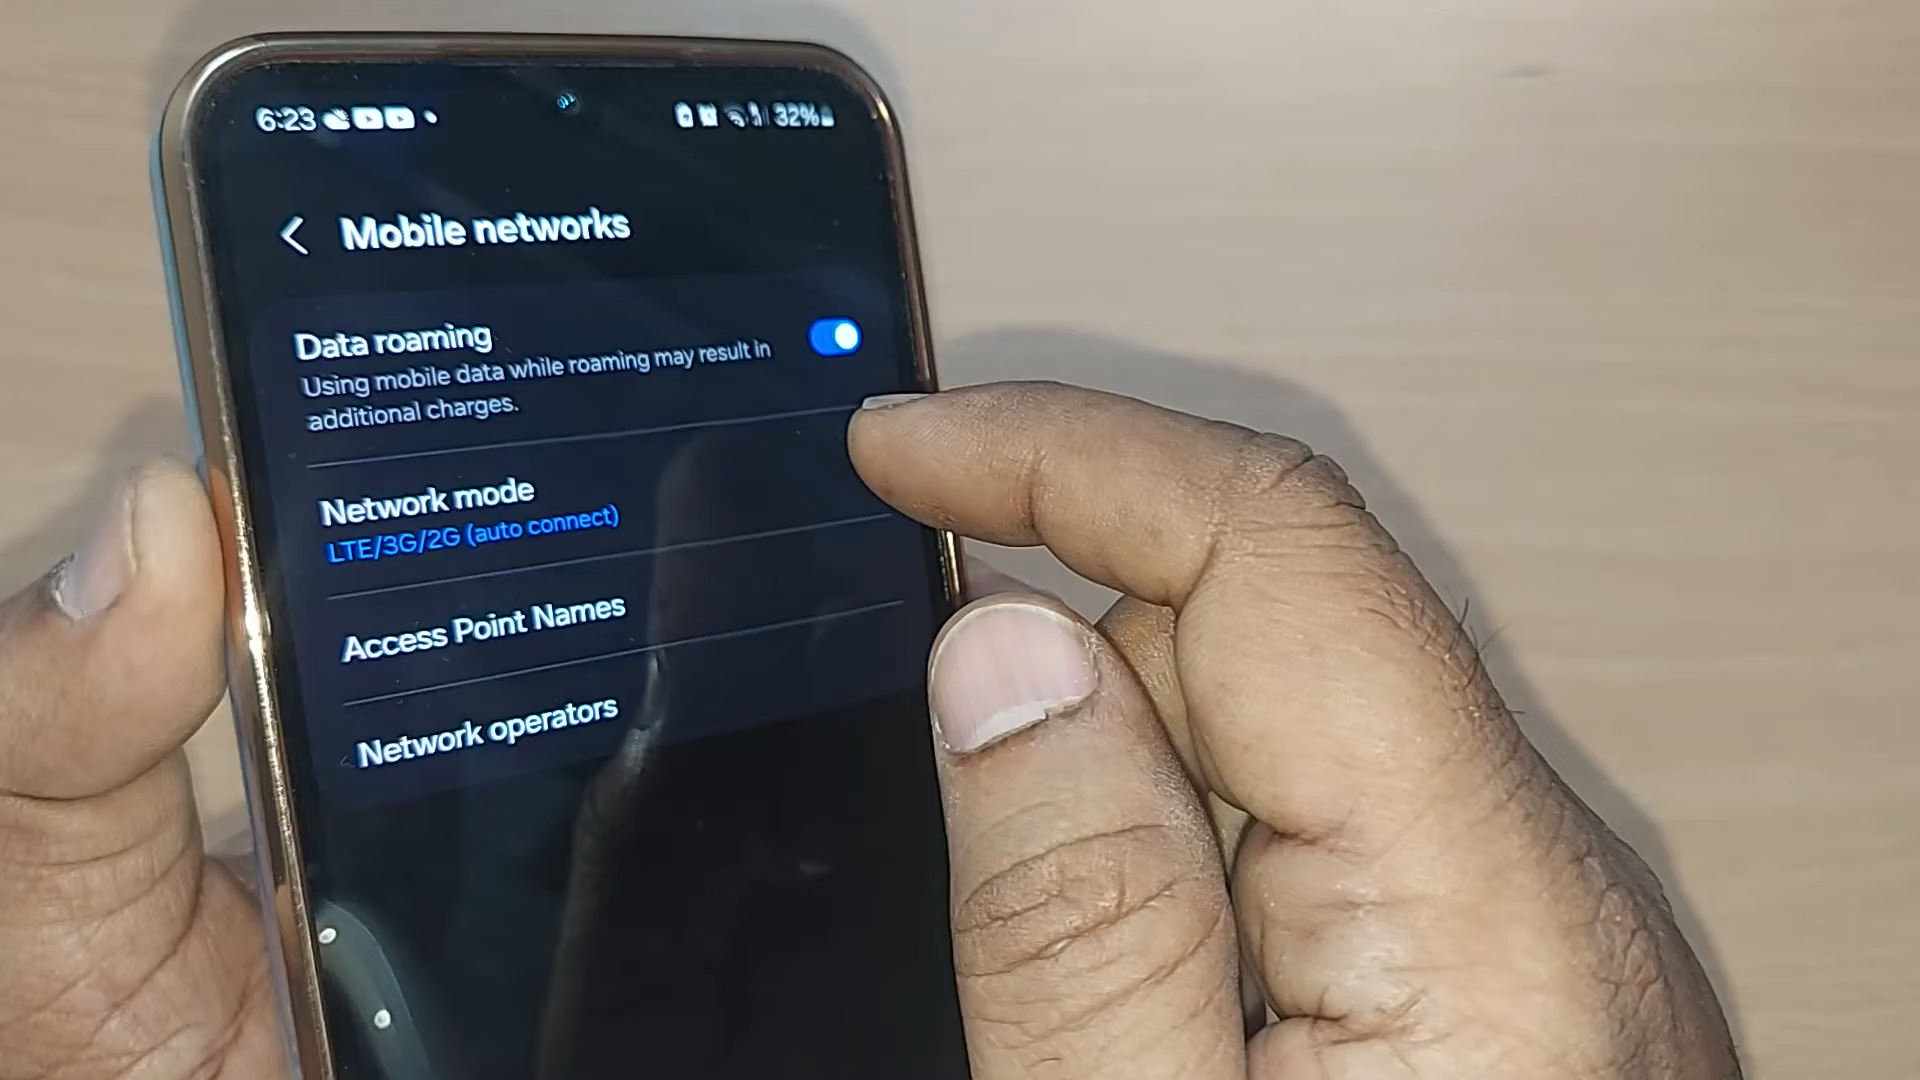 6:23
32%
Mobile networks
Data roaming
Using mobile data while roaming may result in
additional charges.
Network mode
LTE/3G/2G (auto connect)
Access Point Names
Network operators